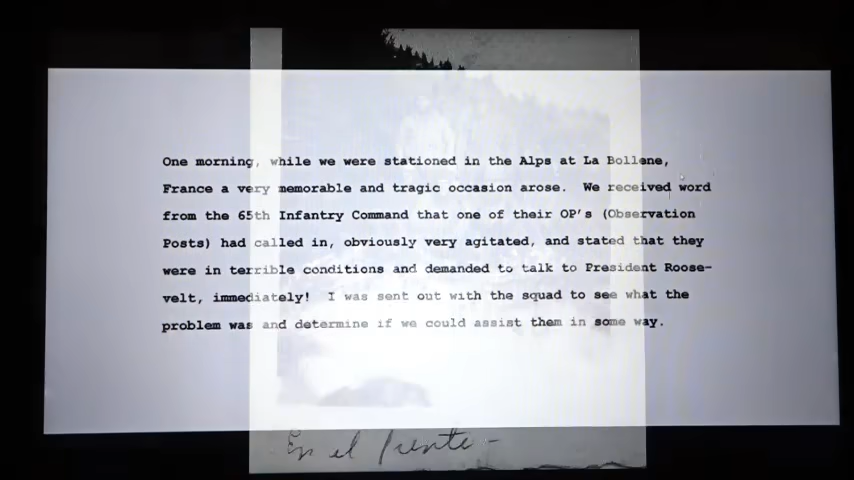 One morning, while we were stationed in the Alps at La Bollene,
France a very memorable and tragic occasion arose.  We received word
from the 65th Infantry Command that one of their OP's (Observation
Posts) had called in, obviously very agitated, and stated that they
were in terrible conditions and demanded to talk to President Roose-
velt, immediately!  I was sent out with the squad to see what the
problem was and determine if we could assist them in some way.
En el frente -